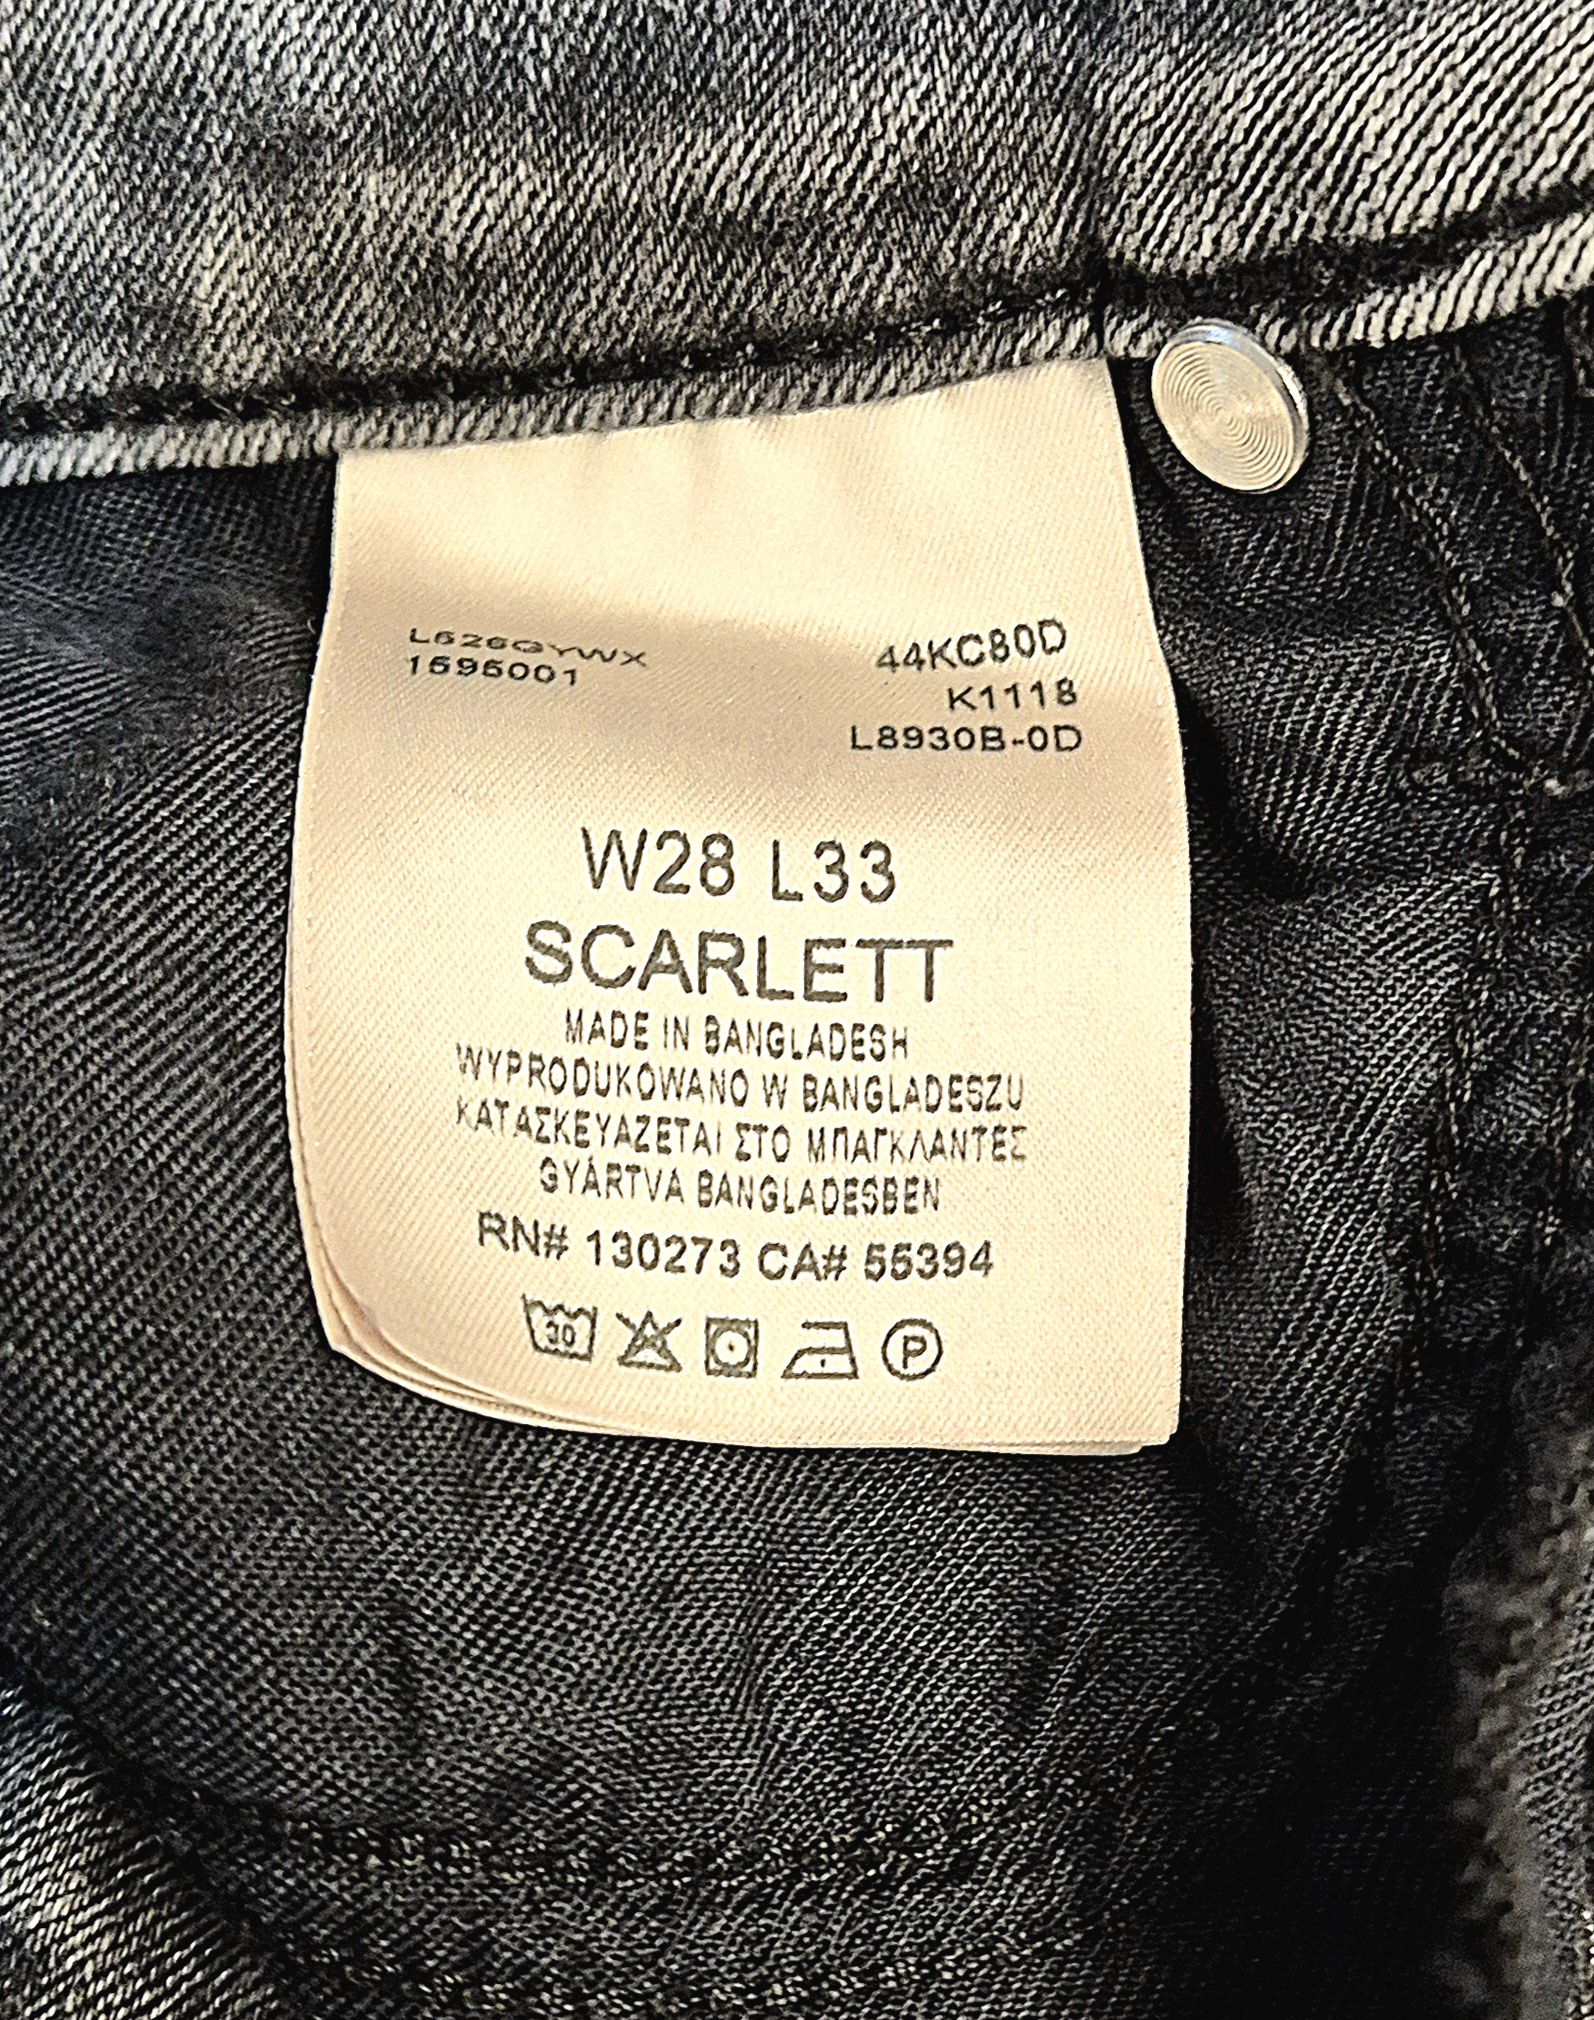 L626GYWX
1595001
44KC80D
K1118
L8930B-0D
W28 L33
SCARLETT
MADE IN BANGLADESH
WYPRODUKOWANO W BANGLADESZU
ΚΑΤΑΣΚΕΥΑΖΕΤΑΙ ΣΤΟ ΜΠΑΓΚΛΑΝΤΕΣ
GYÁRTVA BANGLADESBEN
RN# 130273 CA# 55394
30
P